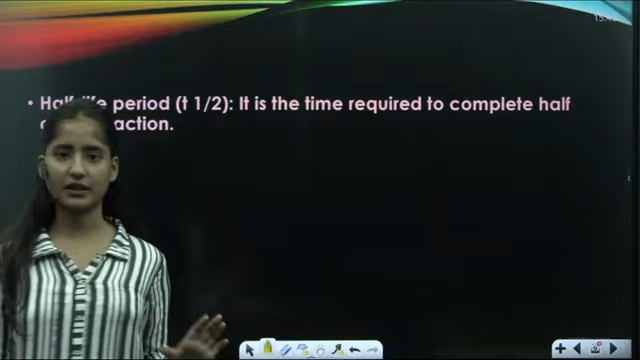 • Half life period (t 1/2): It is the time required to complete half
action.